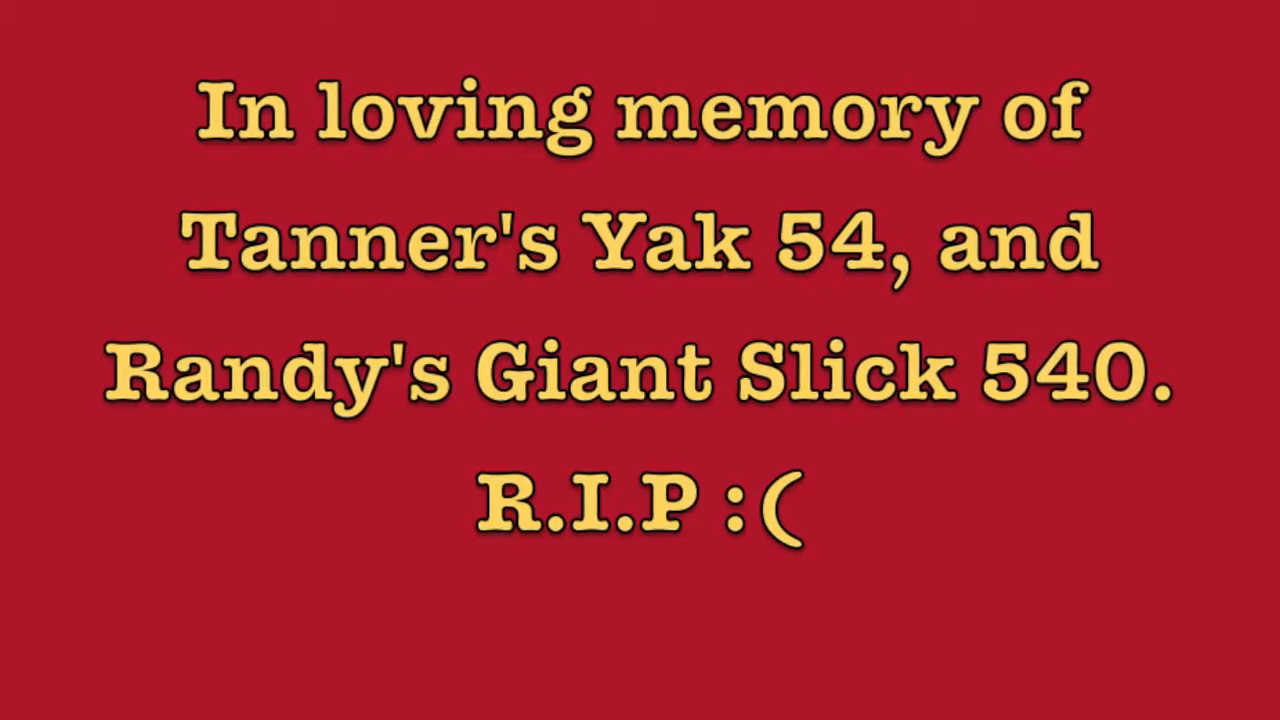 In loving memory of
Tanner's Yak 54, and
Randy's Giant Slick 540.
R.I.P :(